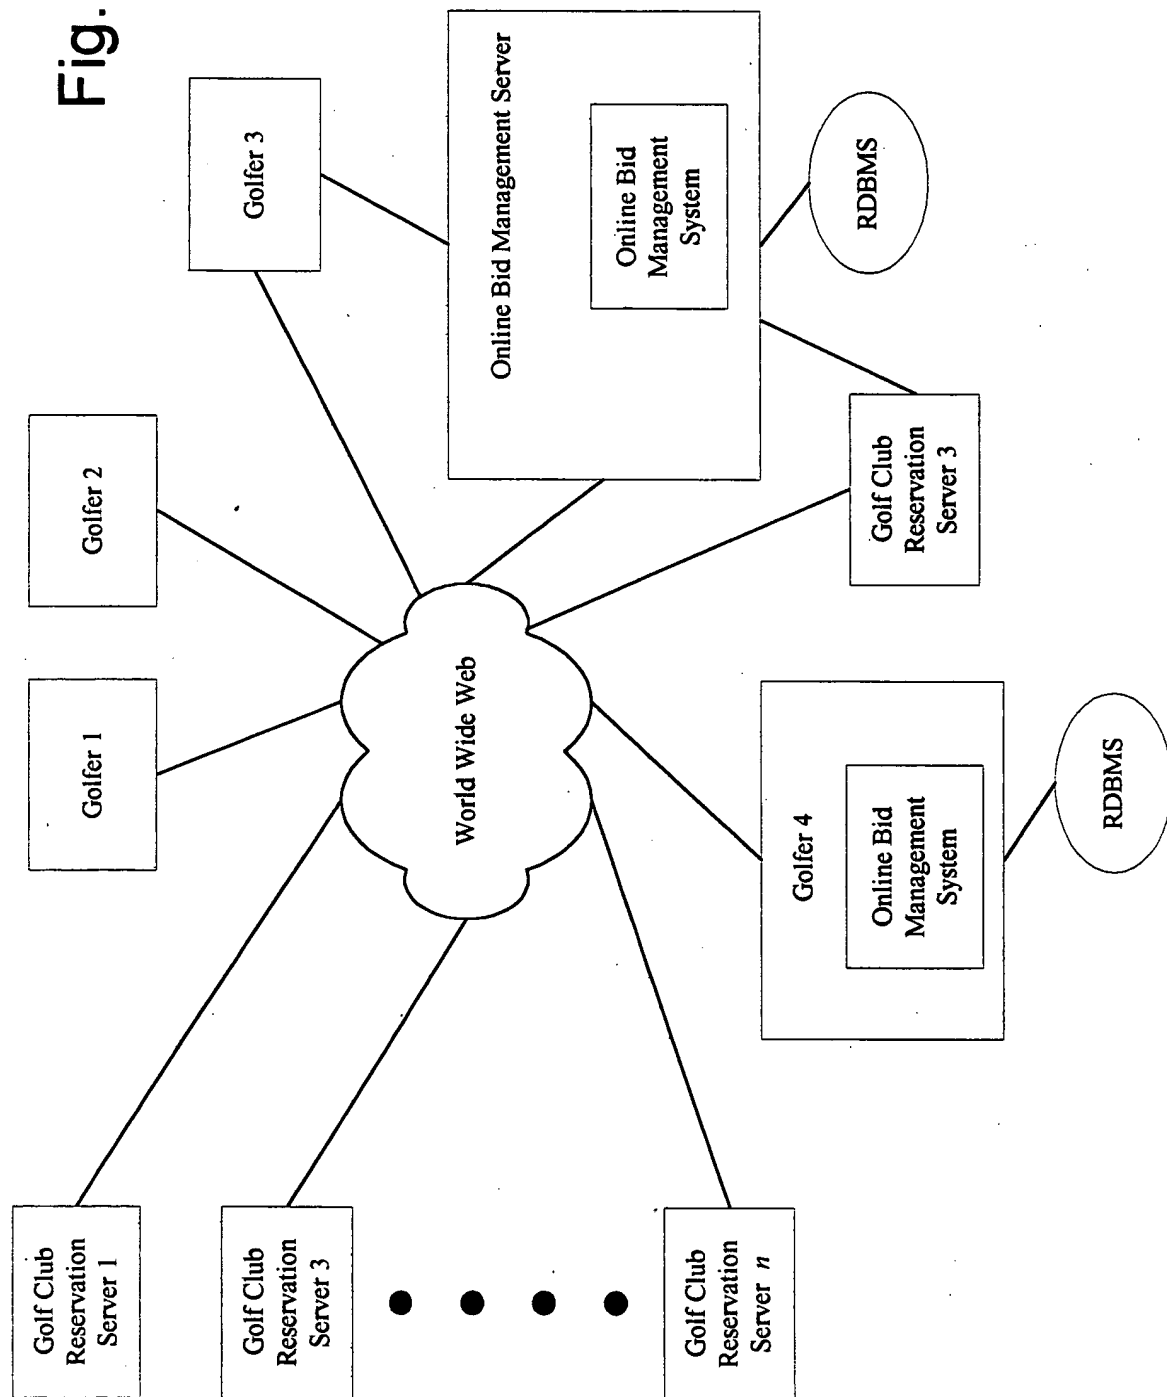 Fig.
Golf Club
Reservation
Server 1
Golfer 1
Golfer 2
Golfer 3
Golf Club
Reservation
Server 3
World Wide Web
Online Bid Management Server
Online Bid
Management
System
RDBMS
Golf Club
Reservation
Server n
Golfer 4
Online Bid
Management
System
RDBMS
Golf Club
Reservation
Server 3